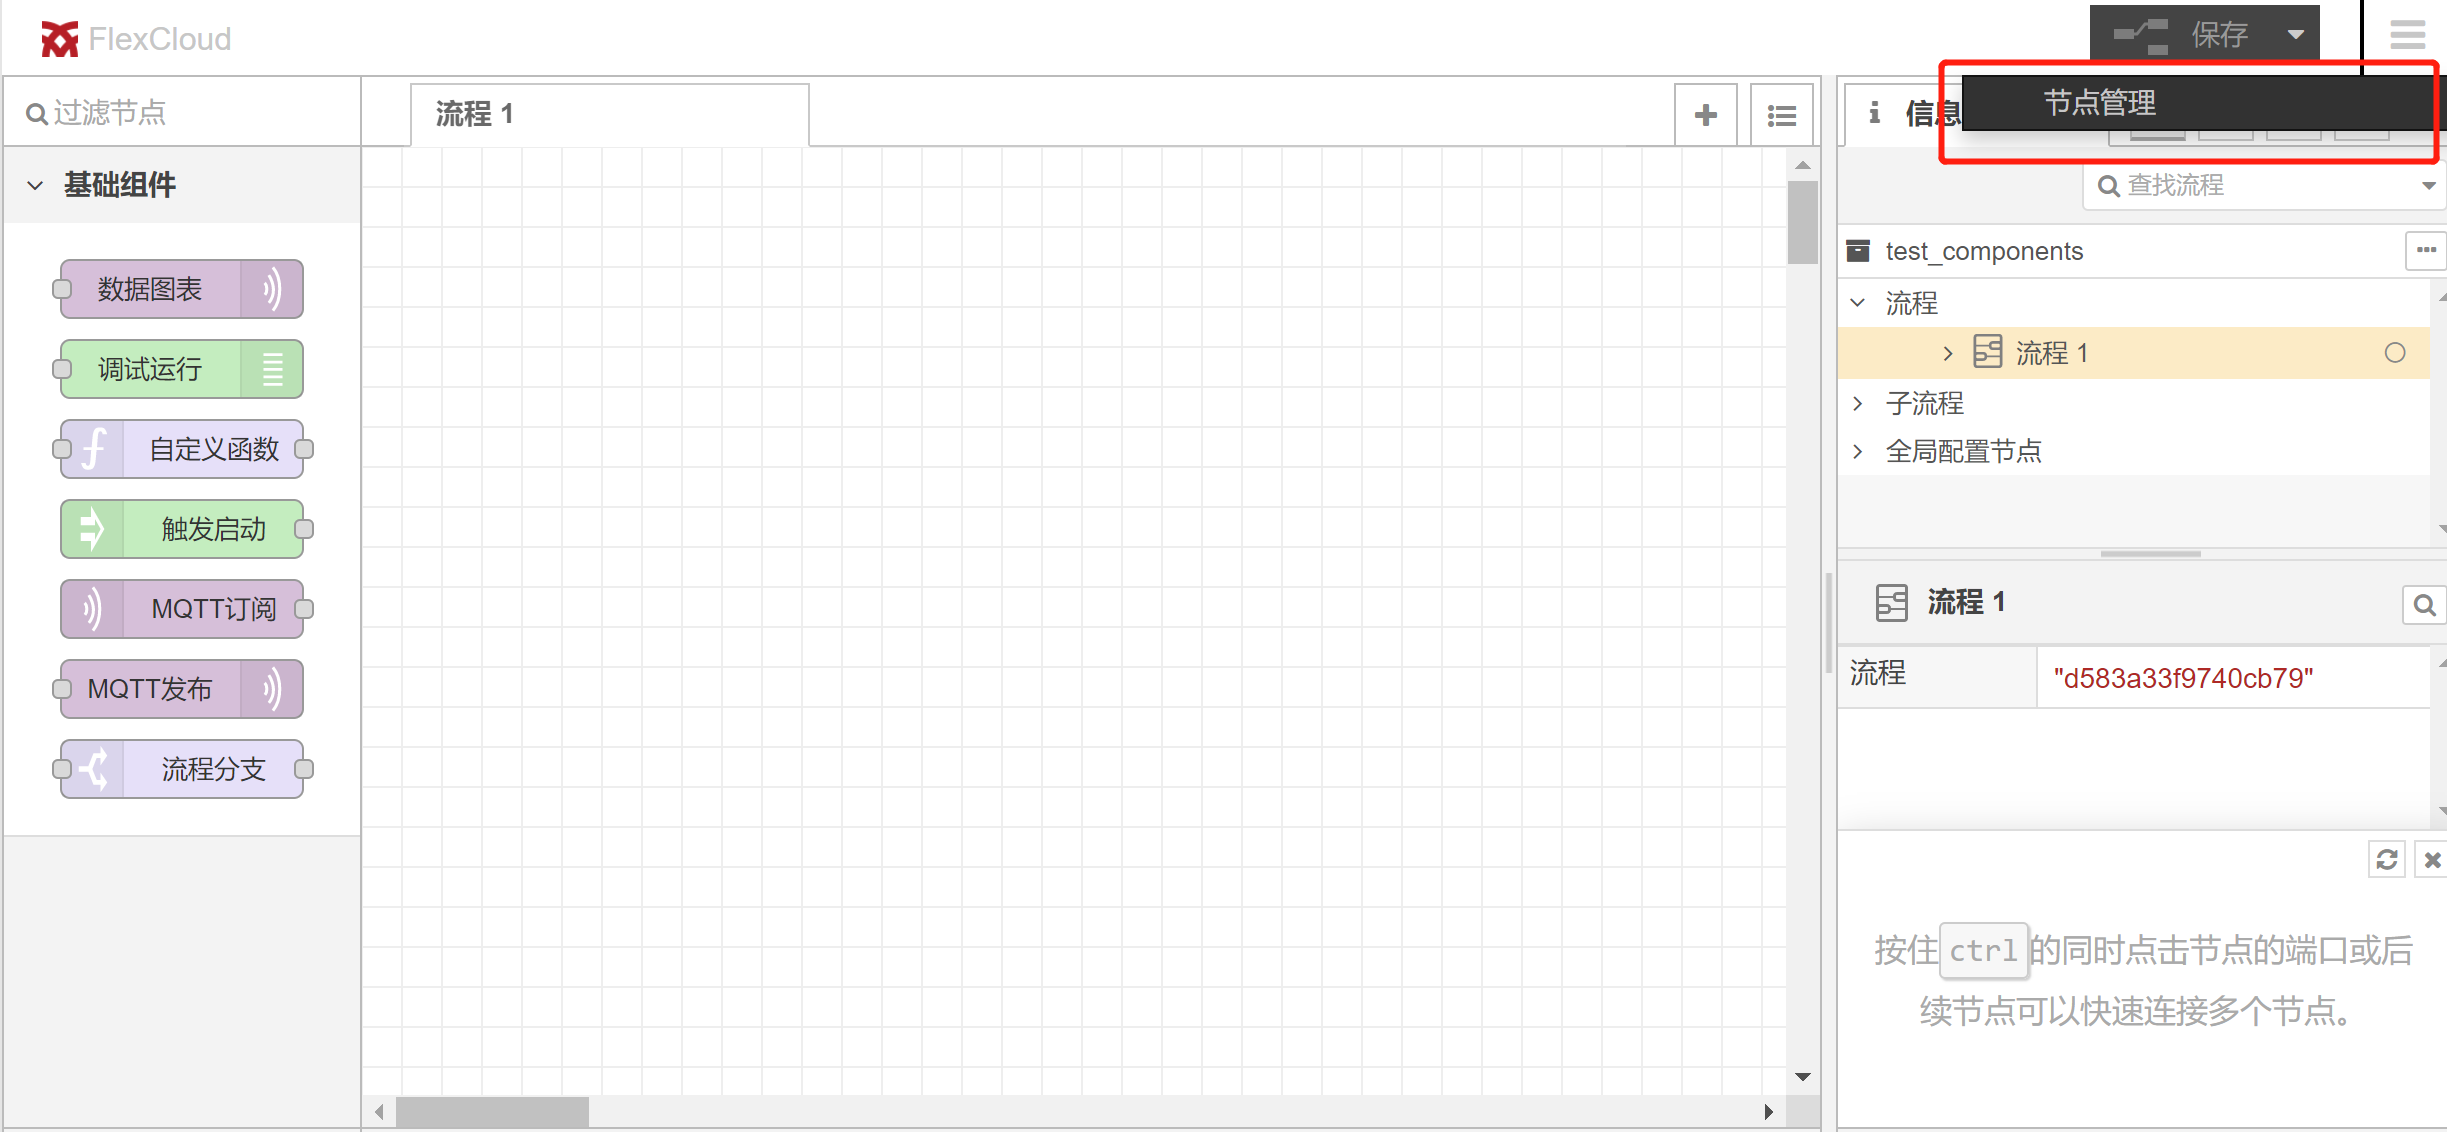 FlexCloud
保存
过滤节点
流程 1
信息
节点管理
基础组件
查找流程
数据图表
test_components
流程
调试运行
流程 1
子流程
自定义函数
全局配置节点
触发启动
流程 1
MQTT订阅
流程
"d583a33f9740cb79"
MQTT发布
流程分支
按住 ctrl 的同时点击节点的端口或后
续节点可以快速连接多个节点。